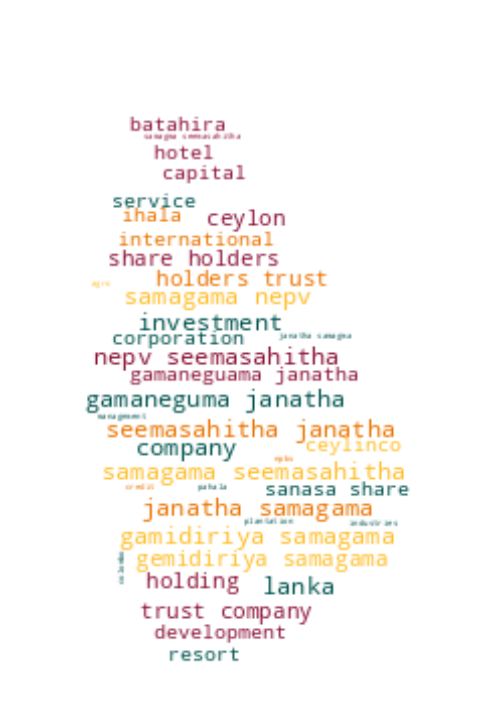 batahira
samagma seemasahitha
hotel
capital
service
ihala ceylon
international
share holders
agro holders trust
samagama nepv
investment
corporation janatha samagma
nepv seemasahitha
gamaneguama janatha
gamaneguma janatha
management
seemasahitha janatha
company ceylinco
samagama seemasahitha
credit pahala sanasa share
janatha samagama
plantation industries
gamidiriya samagama
gemidiriya samagama
colombo
holding lanka
trust company
development
resort